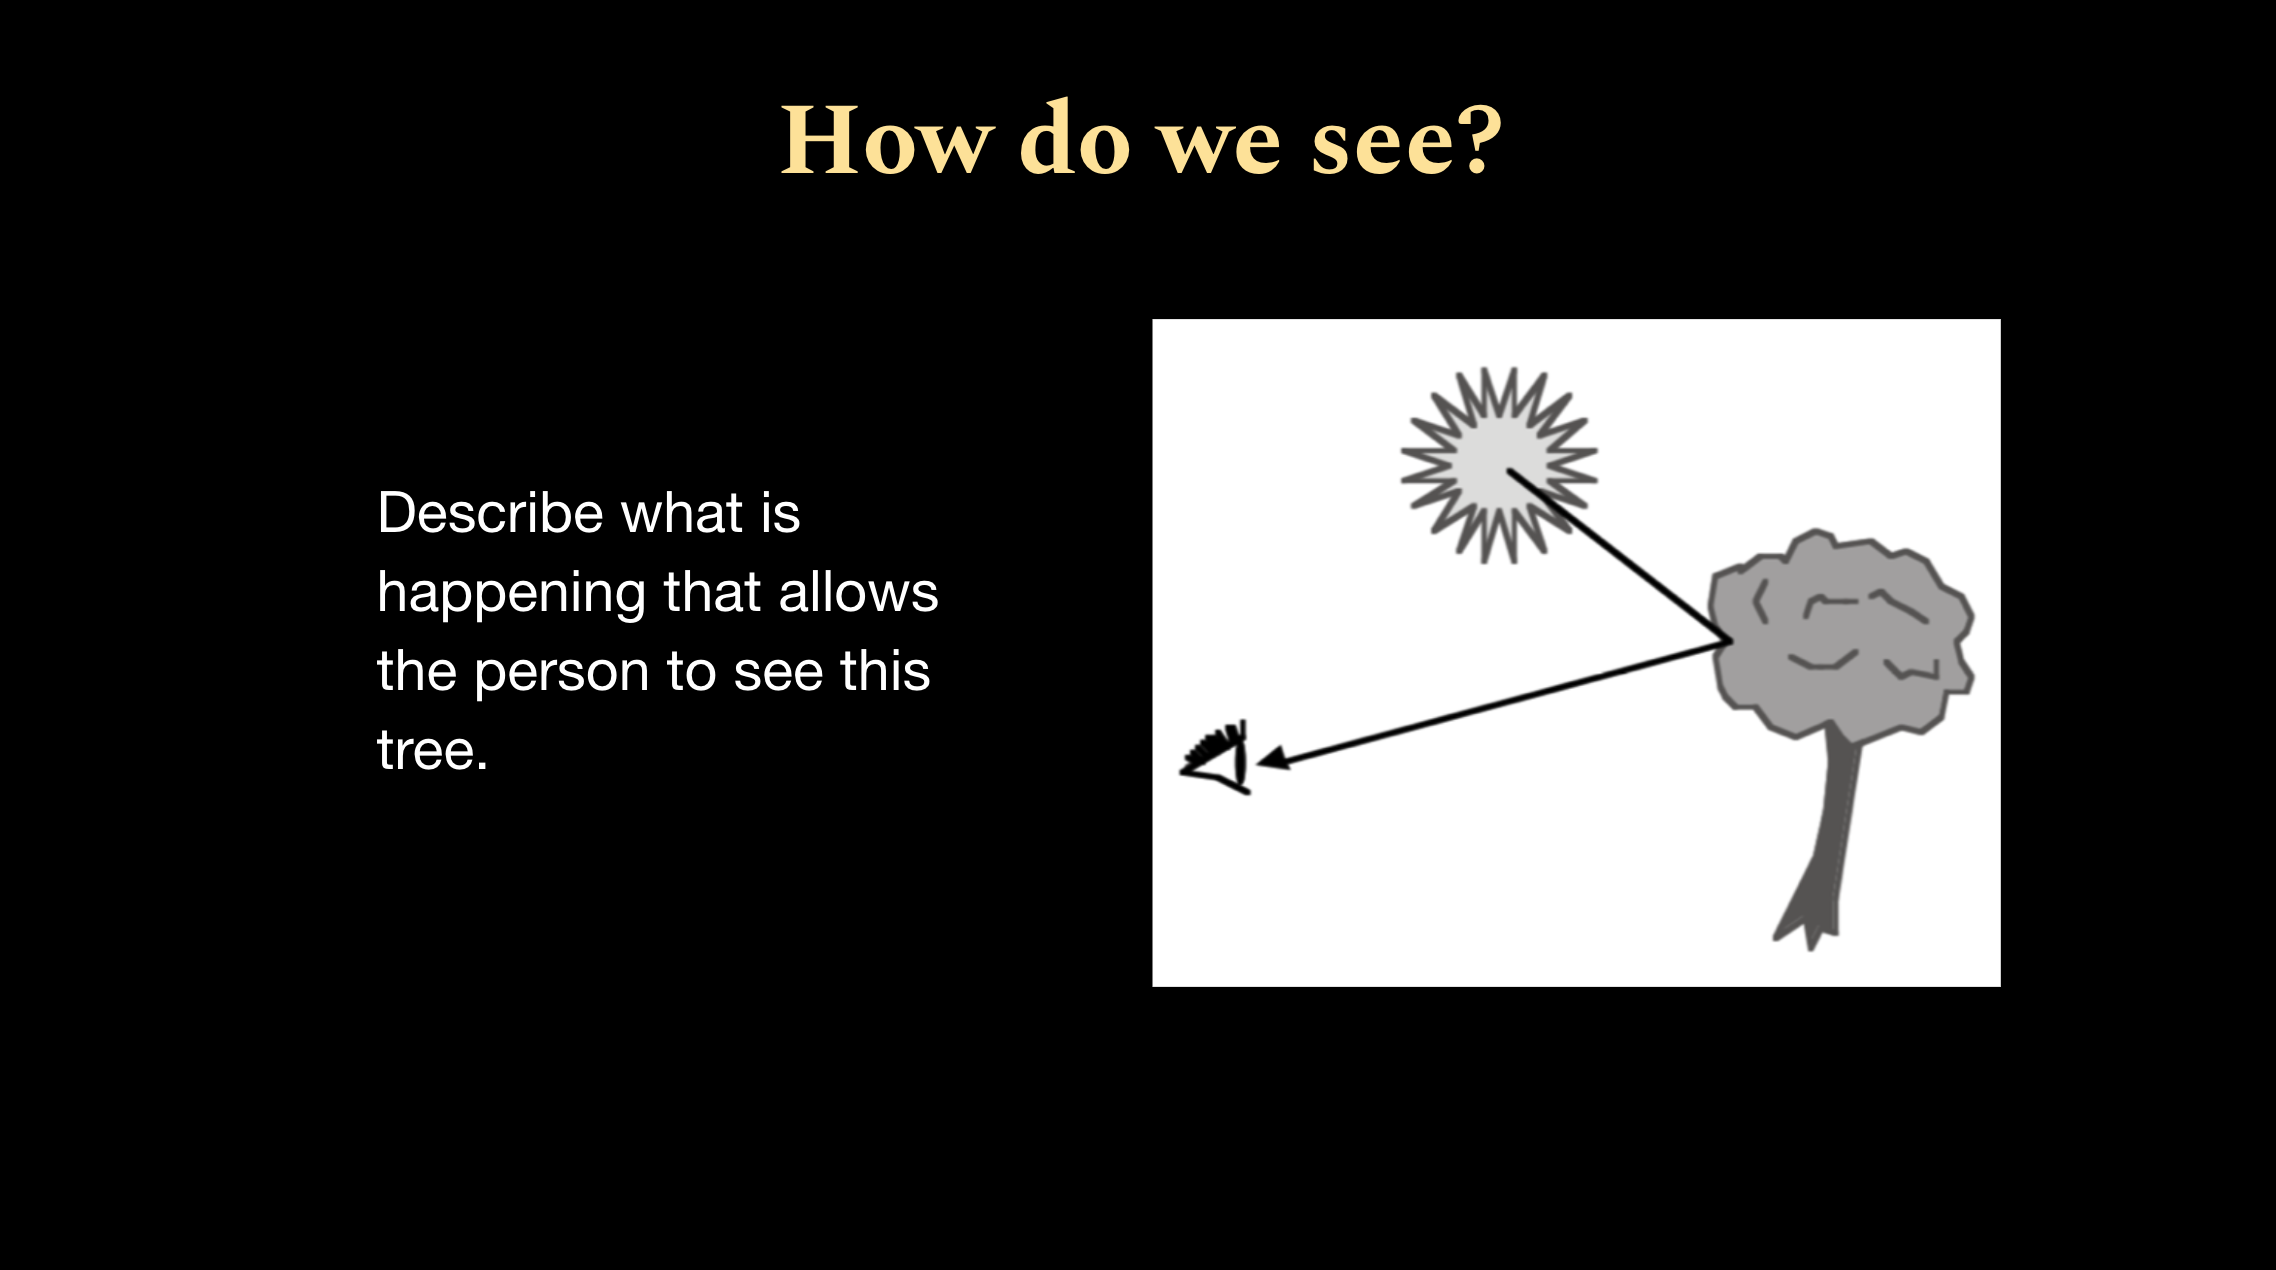 How do we see?
Describe what is
happening that allows
the person to see this
tree.